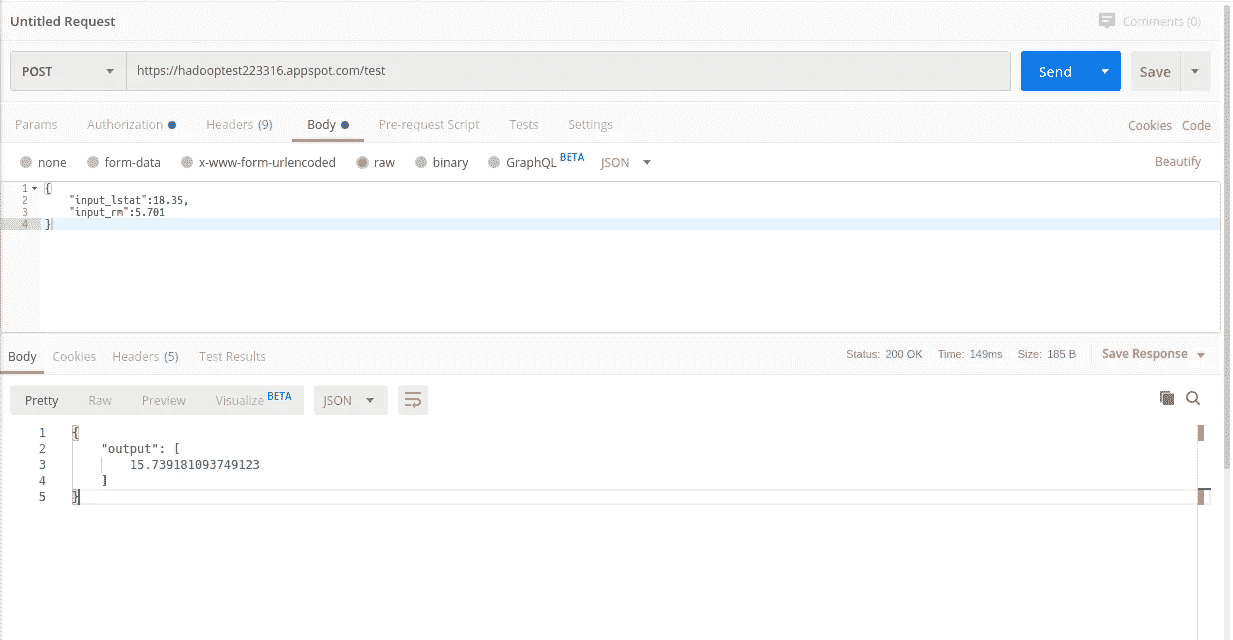 Untitled Request
Comments (0)
POST
https://hadooptest223316.appspot.com/test
Send
Save
Params
Authorization
Headers (9)
Body
Pre-request Script
Tests
Settings
Cookies
Code
none
form-data
x-www-form-urlencoded
raw
binary
GraphQL BETA
JSON
Beautify
1 {
2 "input_lstat":18.35,
3 "input_rm":5.701
4 }
Body
Cookies
Headers (5)
Test Results
Status: 200 OK
Time: 149ms
Size: 185 B
Save Response
Pretty
Raw
Preview
Visualize BETA
JSON
1 {
2 "output": [
3 15.739181093749123
4 ]
5 }